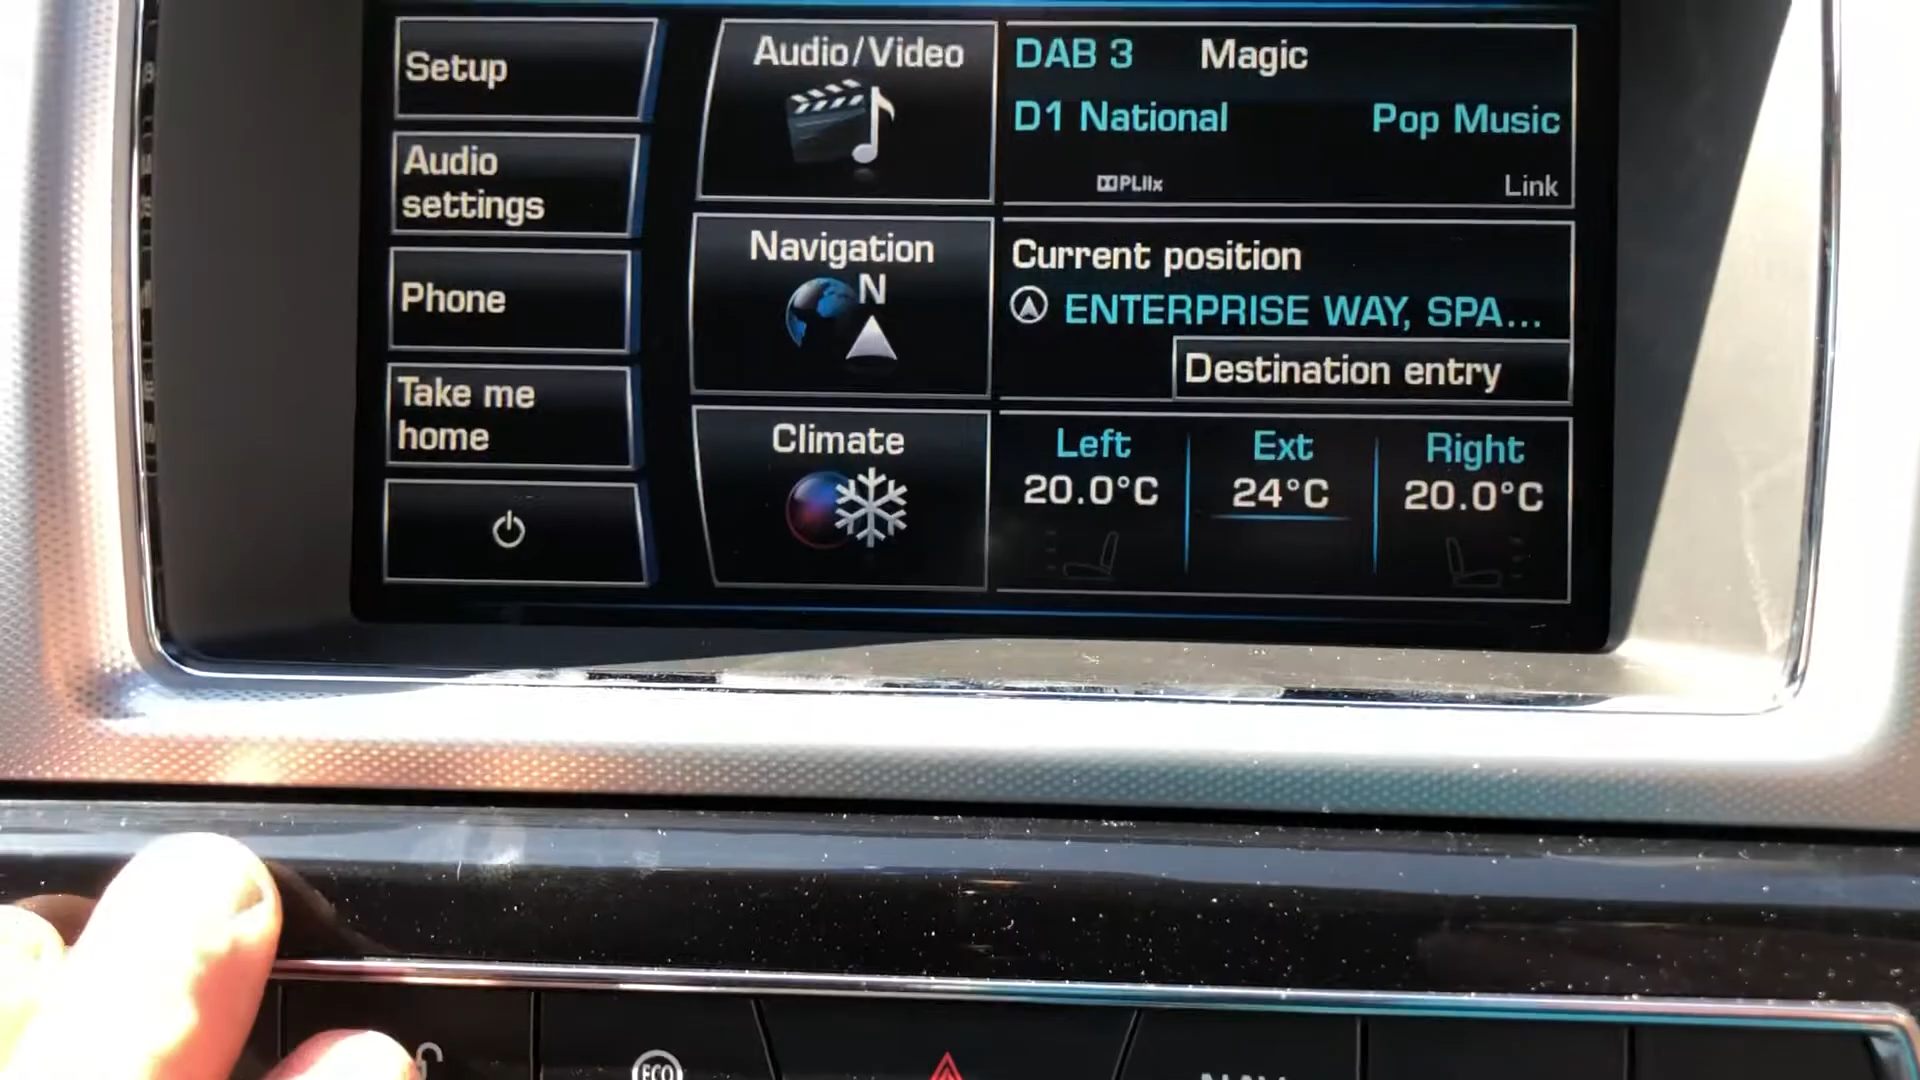 Setup
Audio
settings
Phone
Take me
home
Audio/Video
Navigation
N
Climate
DAB 3 Magic
D1 National Pop Music
PLIIx Link
Current position
ENTERPRISE WAY, SPA...
Destination entry
Left Ext Right
20.0°C 24°C 20.0°C
ECO
NAV